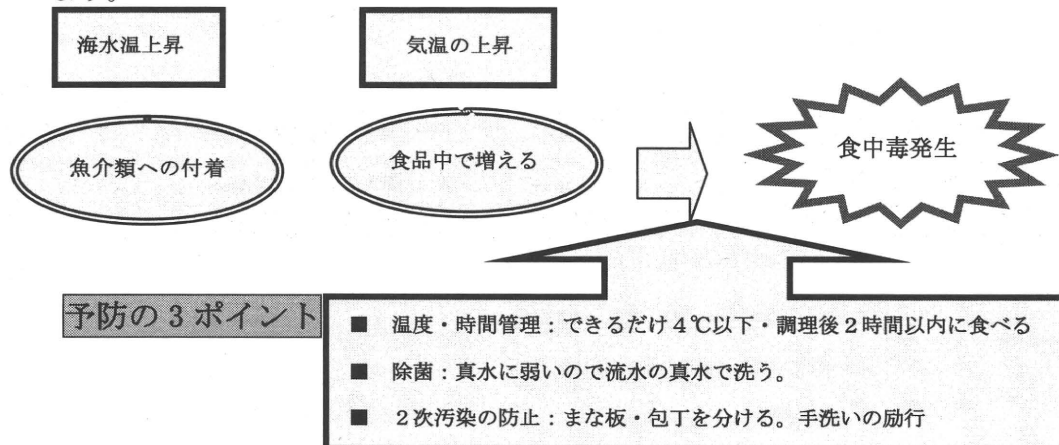 海水温上昇
気温の上昇
魚介類への付着
食品中で増える
食中毒発生
予防の3ポイント
■ 温度・時間管理：できるだけ4℃以下・調理後2時間以内に食べる
■ 除菌：真水に弱いので流水の真水で洗う。
■ 2次汚染の防止：まな板・包丁を分ける。手洗いの励行